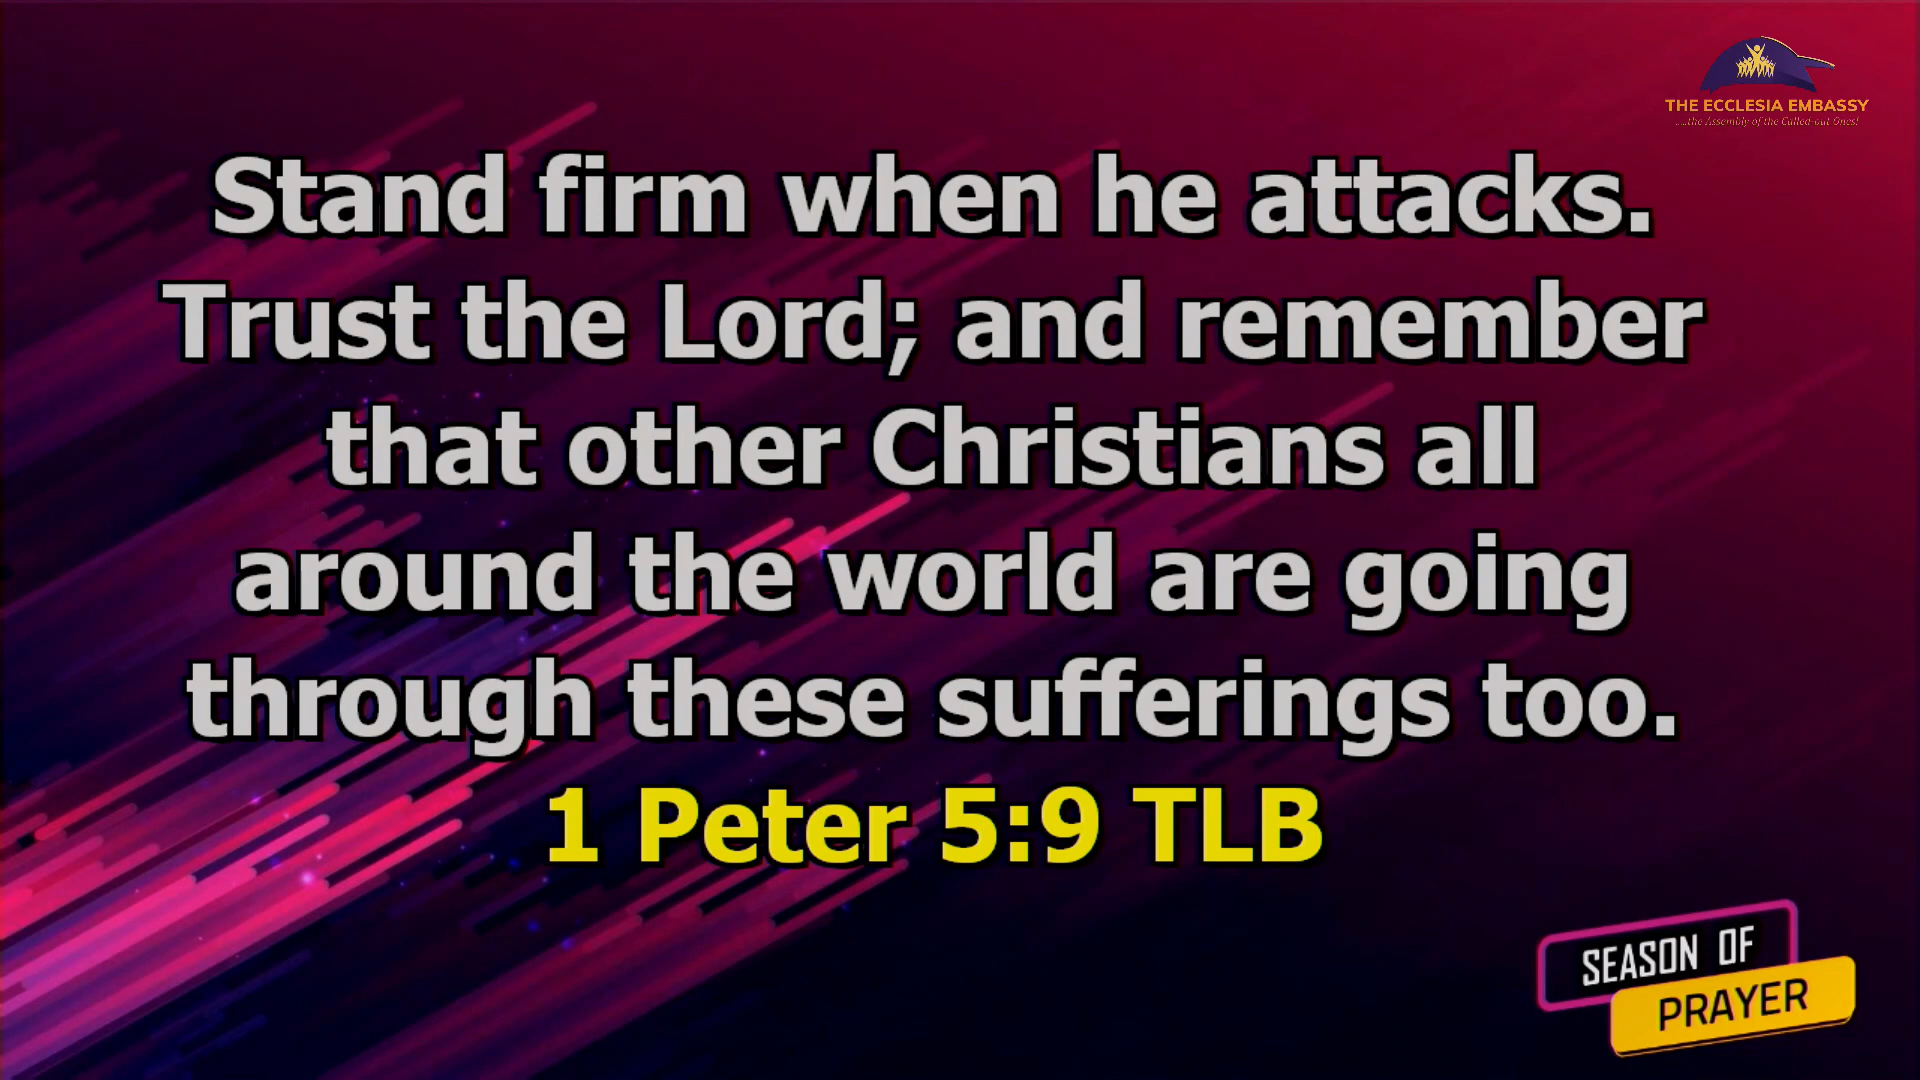 THE ECCLESIA EMBASSY
.....the Assembly of the Called-out Ones!
Stand firm when he attacks.
Trust the Lord; and remember
that other Christians all
around the world are going
through these sufferings too.
1 Peter 5:9 TLB
SEASON OF
PRAYER